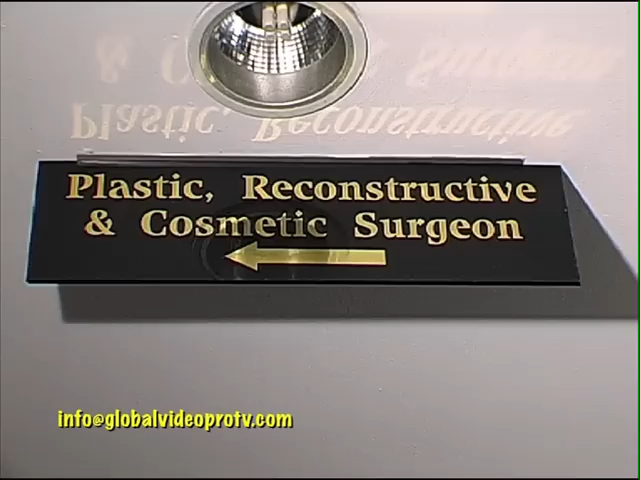 Plastic, Reconstructive
& Cosmetic Surgeon
info@globalvideoprotv.com